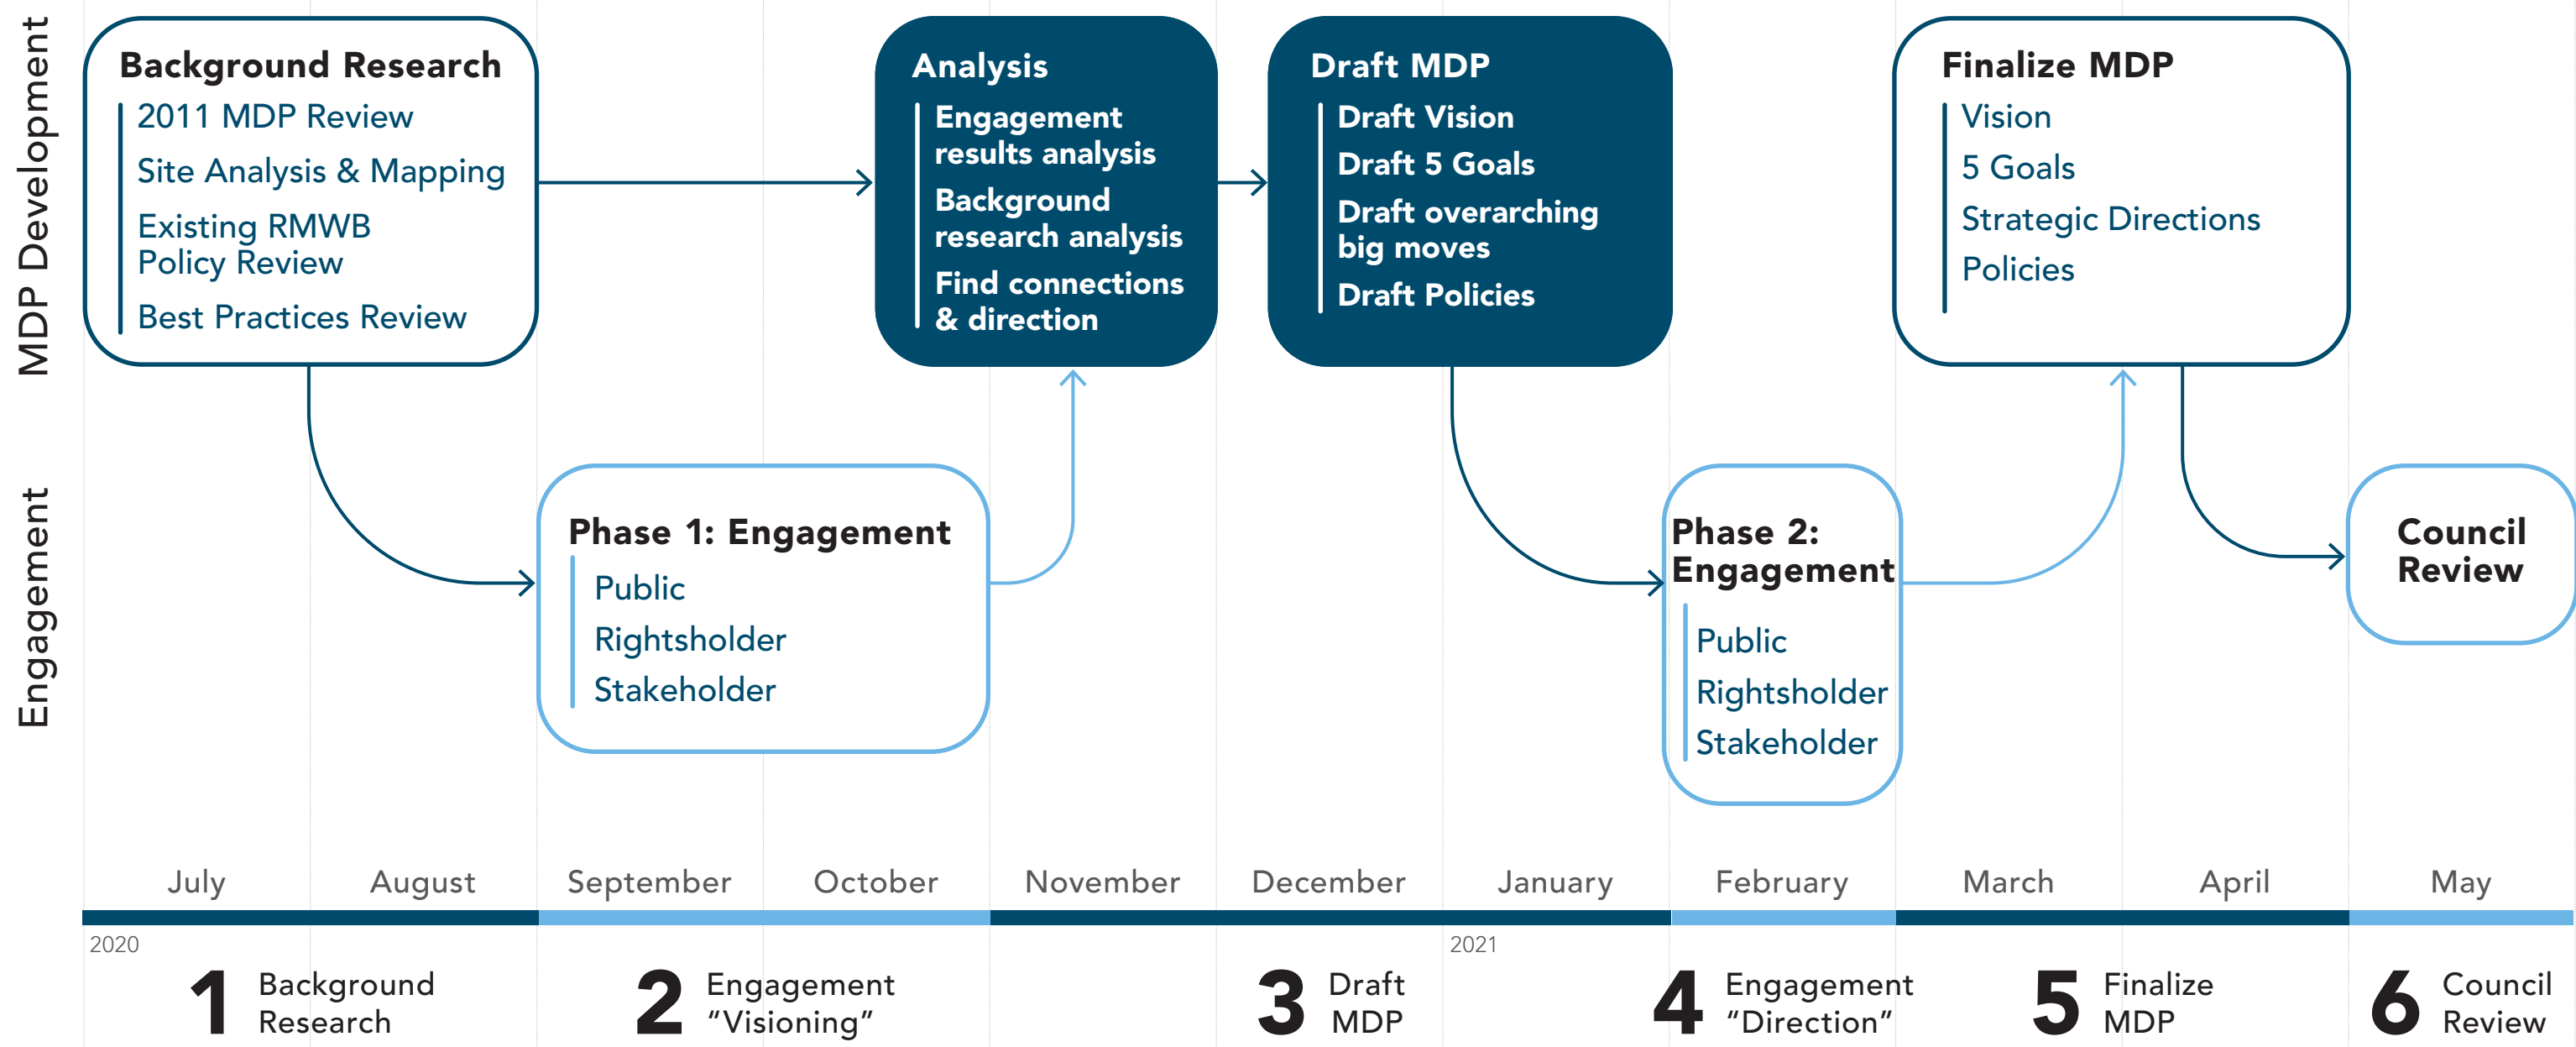 MDP Development
Background Research
2011 MDP Review
Site Analysis & Mapping
Existing RMWB
Policy Review
Best Practices Review
Analysis
Engagement
results analysis
Background
research analysis
Find connections
& direction
Draft MDP
Draft Vision
Draft 5 Goals
Draft overarching
big moves
Draft Policies
Finalize MDP
Vision
5 Goals
Strategic Directions
Policies
Engagement
Phase 1: Engagement
Public
Rightsholder
Stakeholder
Phase 2:
Engagement
Public
Rightsholder
Stakeholder
Council
Review
July
August
September
October
November
December
January
February
March
April
May
2020
2021
1
Background
Research
2
Engagement
“Visioning”
3
Draft
MDP
4
Engagement
“Direction”
5
Finalize
MDP
6
Council
Review